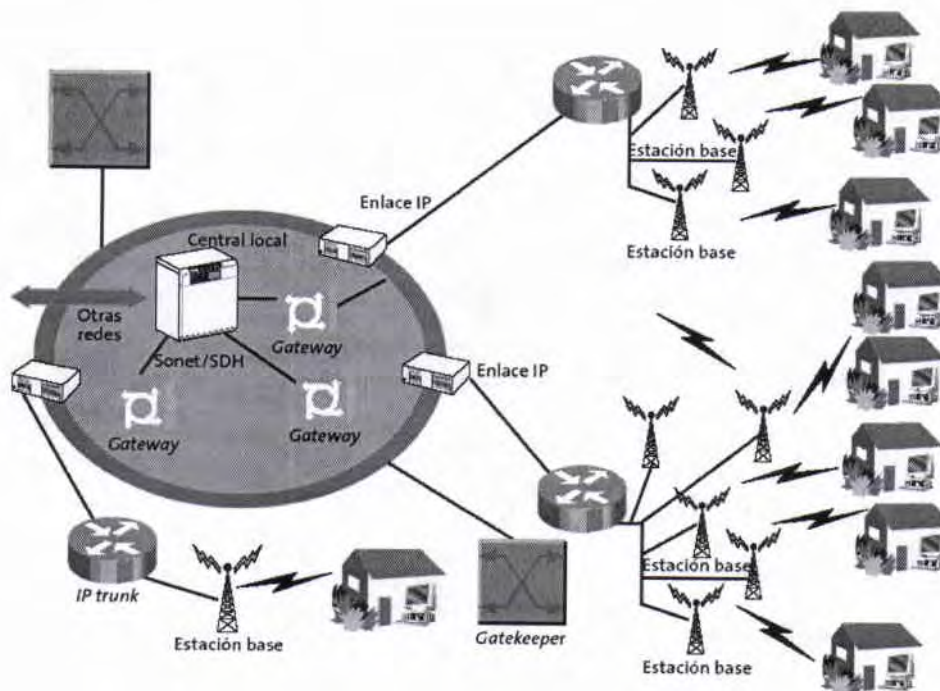 Estación base
Enlace IP
Estación base
Central local
Otras
redes
Gateway
Sonet/SDH
Enlace IP
Gateway
Gateway
Estación base
IP trunk
Estación base
Gatekeeper
Estación base